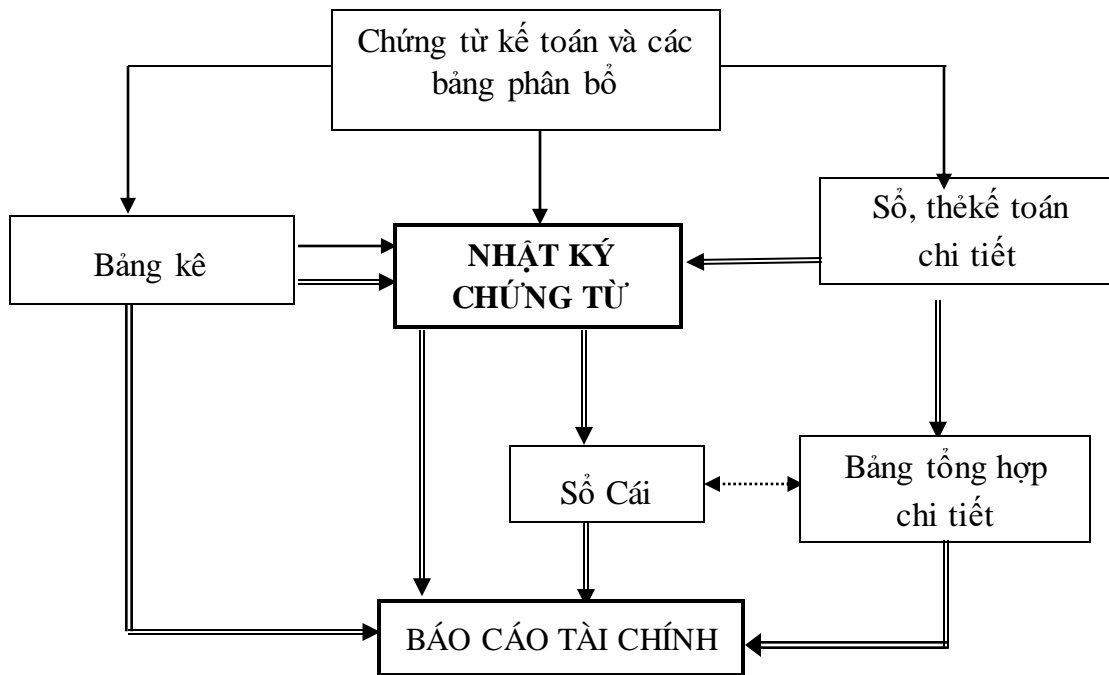 Chứng từ kế toán và các
bảng phân bổ
Sổ, thẻkế toán
chi tiết
Bảng kê
NHẬT KÝ
CHỨNG TỪ
Sổ Cái
Bảng tổng hợp
chi tiết
BÁO CÁO TÀI CHÍNH